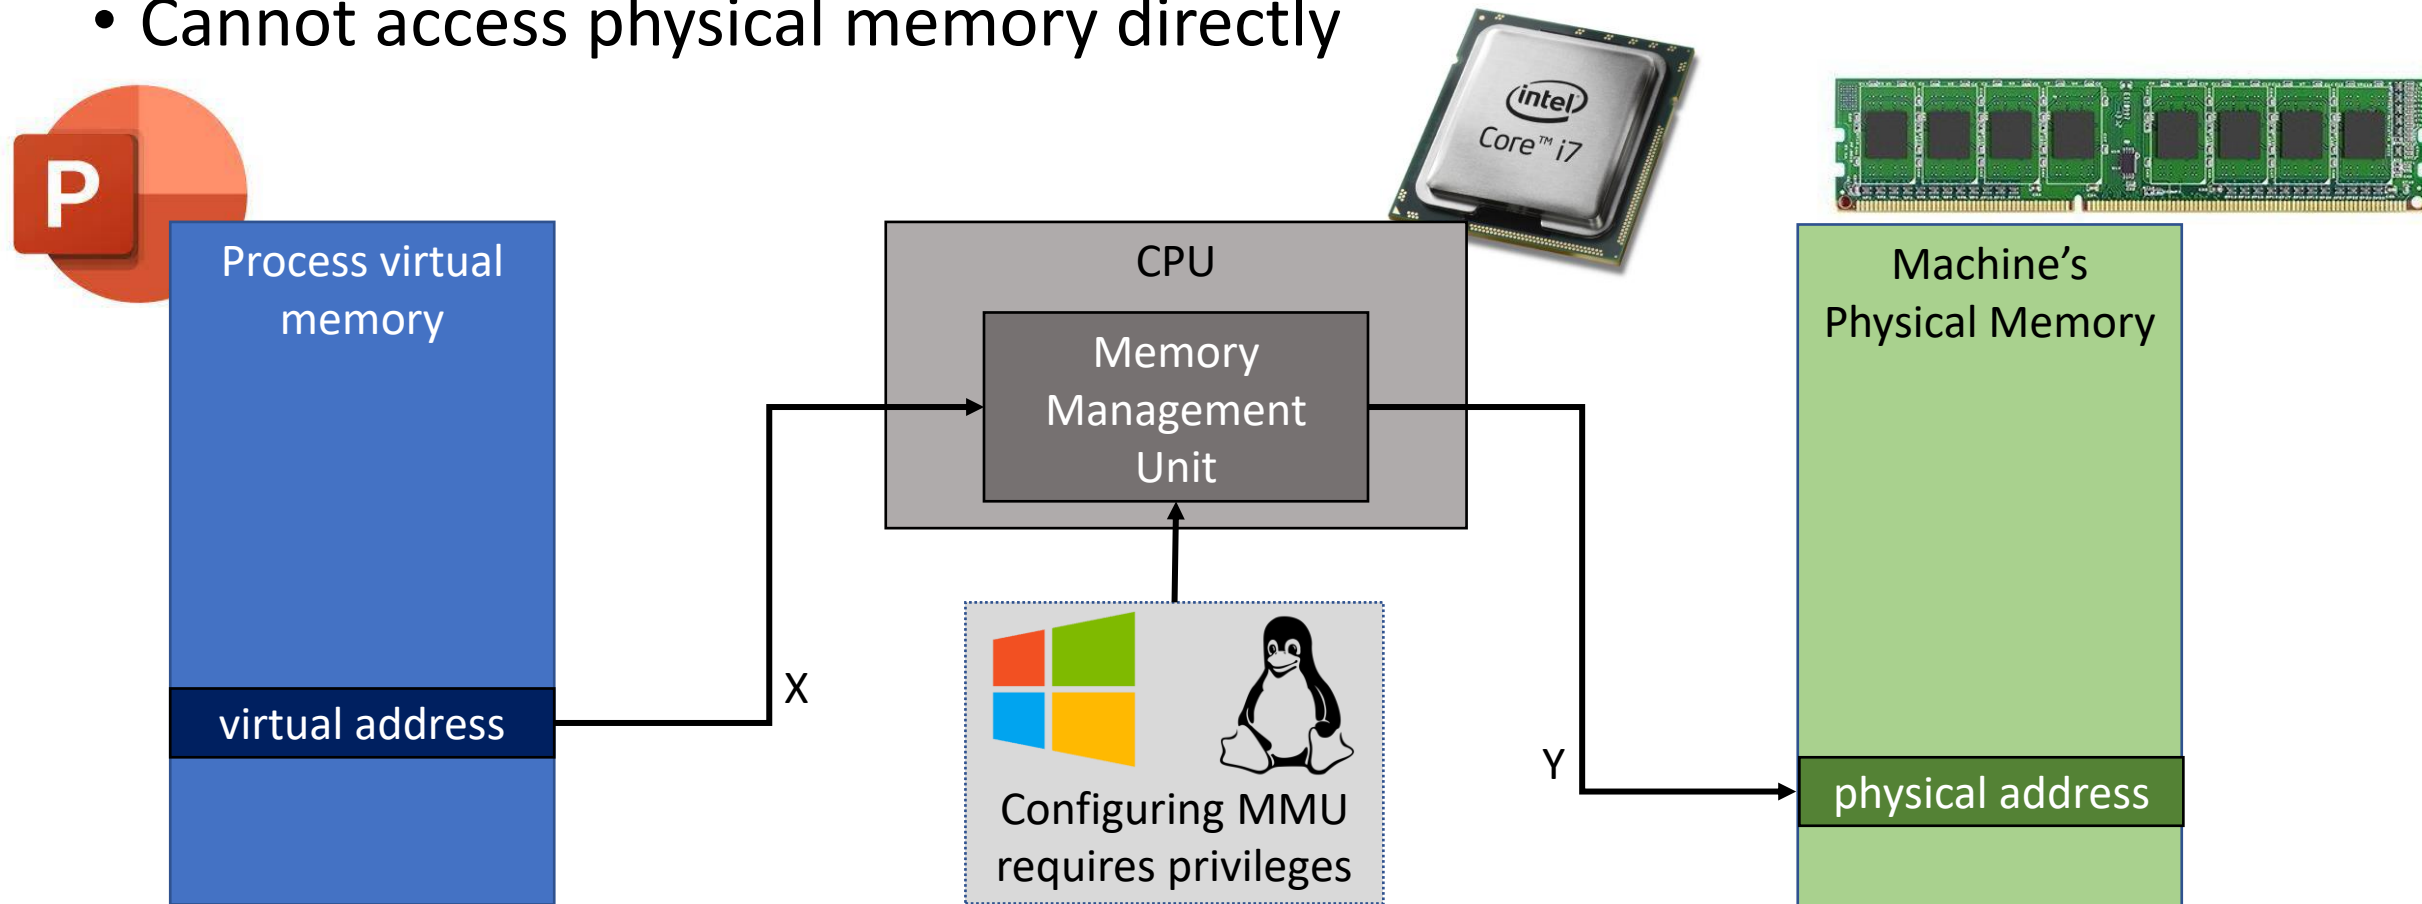 • Cannot access physical memory directly
P
intel
Core™ i7
Process virtual
memory
CPU
Memory
Management
Unit
Machine’s
Physical Memory
X
virtual address
Y
physical address
Configuring MMU
requires privileges